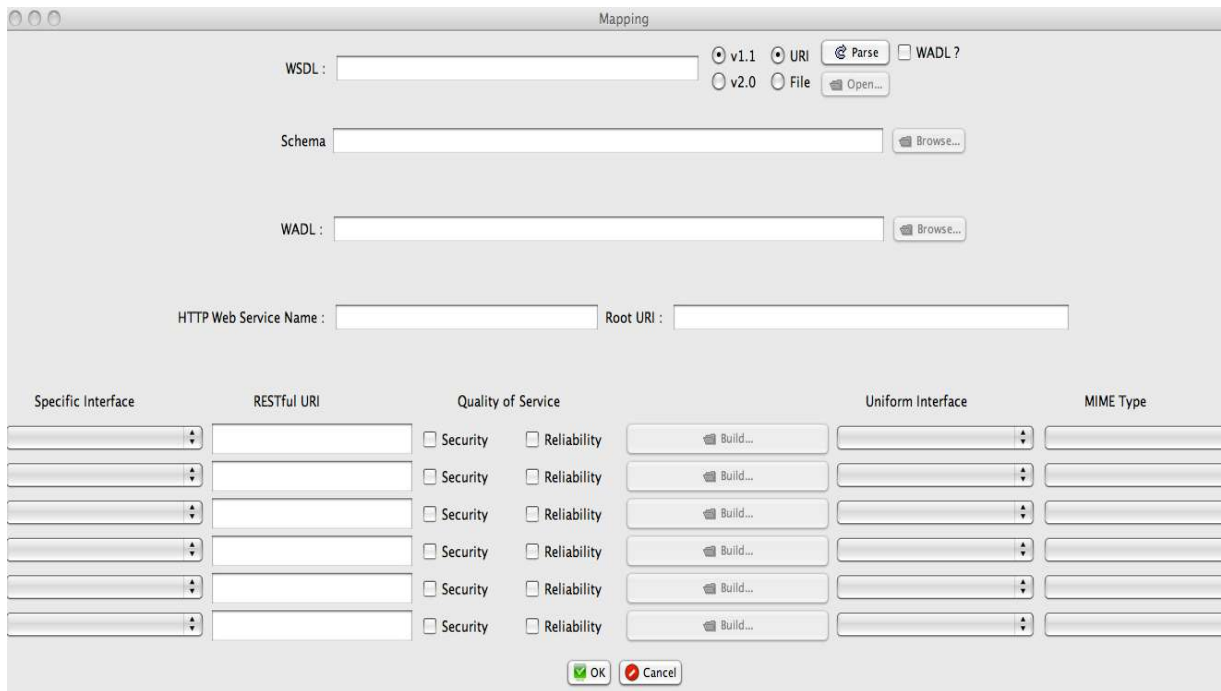 Mapping
WSDL : v1.1 URI Parse WADL ?
v2.0 File Open...
Schema Browse...
WADL : Browse...
HTTP Web Service Name : Root URI :
Specific Interface RESTful URI Quality of Service Uniform Interface MIME Type
Security Reliability Build...
Security Reliability Build...
Security Reliability Build...
Security Reliability Build...
Security Reliability Build...
Security Reliability Build...
OK Cancel